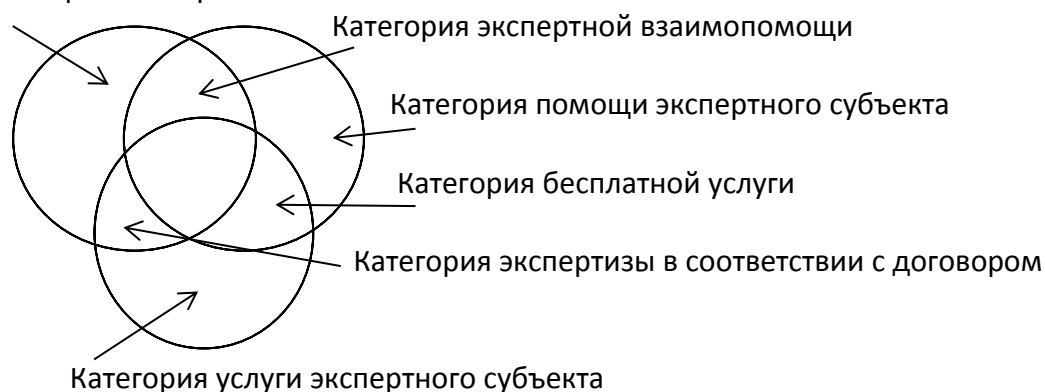 Категория экспертной взаимопомощи
Категория помощи экспертного субъекта
Категория бесплатной услуги
Категория экспертизы в соответствии с договором
Категория услуги экспертного субъекта